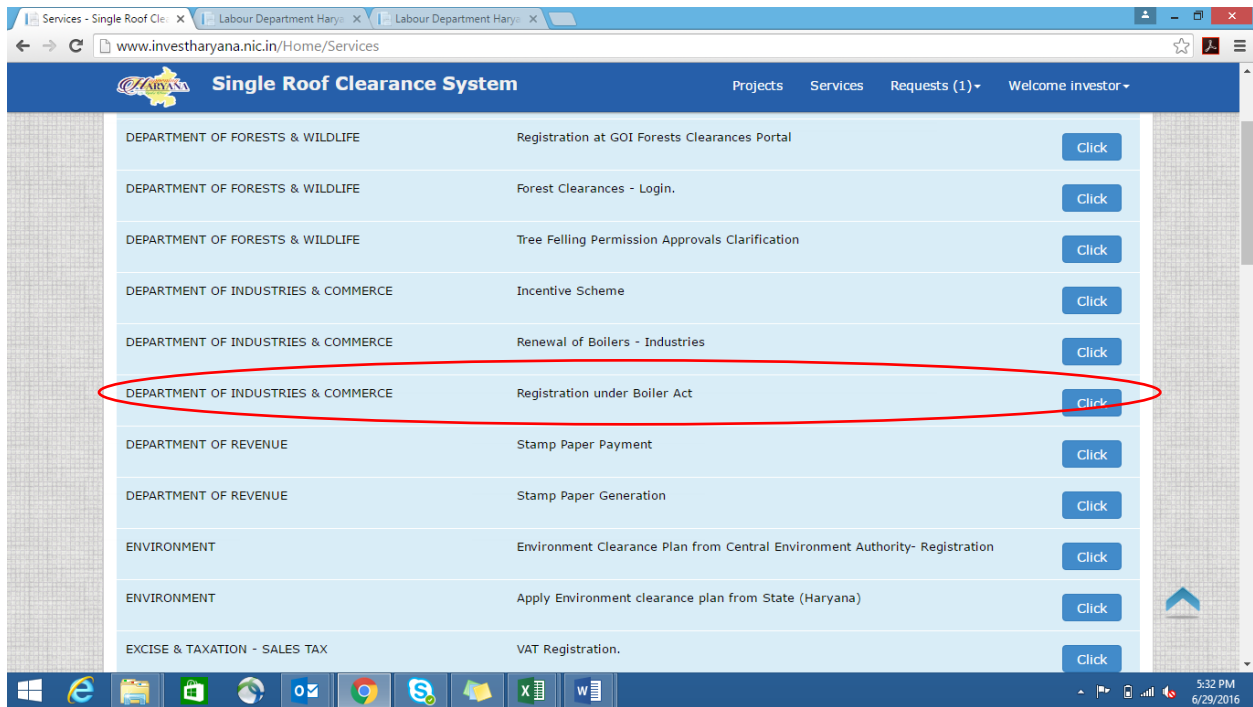 Services - Single Roof Cle
Labour Department Harya
Labour Department Harya
www.investharyana.nic.in/Home/Services
HARYANA
Single Roof Clearance System
Projects Services Requests (1) Welcome investor
DEPARTMENT OF FORESTS & WILDLIFE Registration at GOI Forests Clearances Portal Click
DEPARTMENT OF FORESTS & WILDLIFE Forest Clearances - Login. Click
DEPARTMENT OF FORESTS & WILDLIFE Tree Felling Permission Approvals Clarification Click
DEPARTMENT OF INDUSTRIES & COMMERCE Incentive Scheme Click
DEPARTMENT OF INDUSTRIES & COMMERCE Renewal of Boilers - Industries Click
DEPARTMENT OF INDUSTRIES & COMMERCE Registration under Boiler Act Click
DEPARTMENT OF REVENUE Stamp Paper Payment Click
DEPARTMENT OF REVENUE Stamp Paper Generation Click
ENVIRONMENT Environment Clearance Plan from Central Environment Authority- Registration Click
ENVIRONMENT Apply Environment clearance plan from State (Haryana) Click
EXCISE & TAXATION - SALES TAX VAT Registration. Click
5:32 PM
6/29/2016